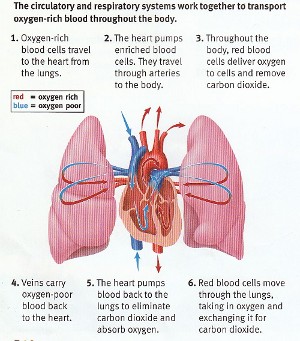 The circulatory and respiratory systems work together to transport
oxygen-rich blood throughout the body.
1. Oxygen-rich
blood cells travel
to the heart from
the lungs.
2. The heart pumps
enriched blood
cells. They travel
through arteries
to the body.
3. Throughout the
body, red blood
cells deliver oxygen
to cells and remove
carbon dioxide.
red = oxygen rich
blue = oxygen poor
4. Veins carry
oxygen-poor
blood back to
the heart.
5. The heart pumps
blood back to the
lungs to eliminate
carbon dioxide and
absorb oxygen.
6. Red blood cells move
through the lungs,
taking in oxygen and
exchanging it for
carbon dioxide.